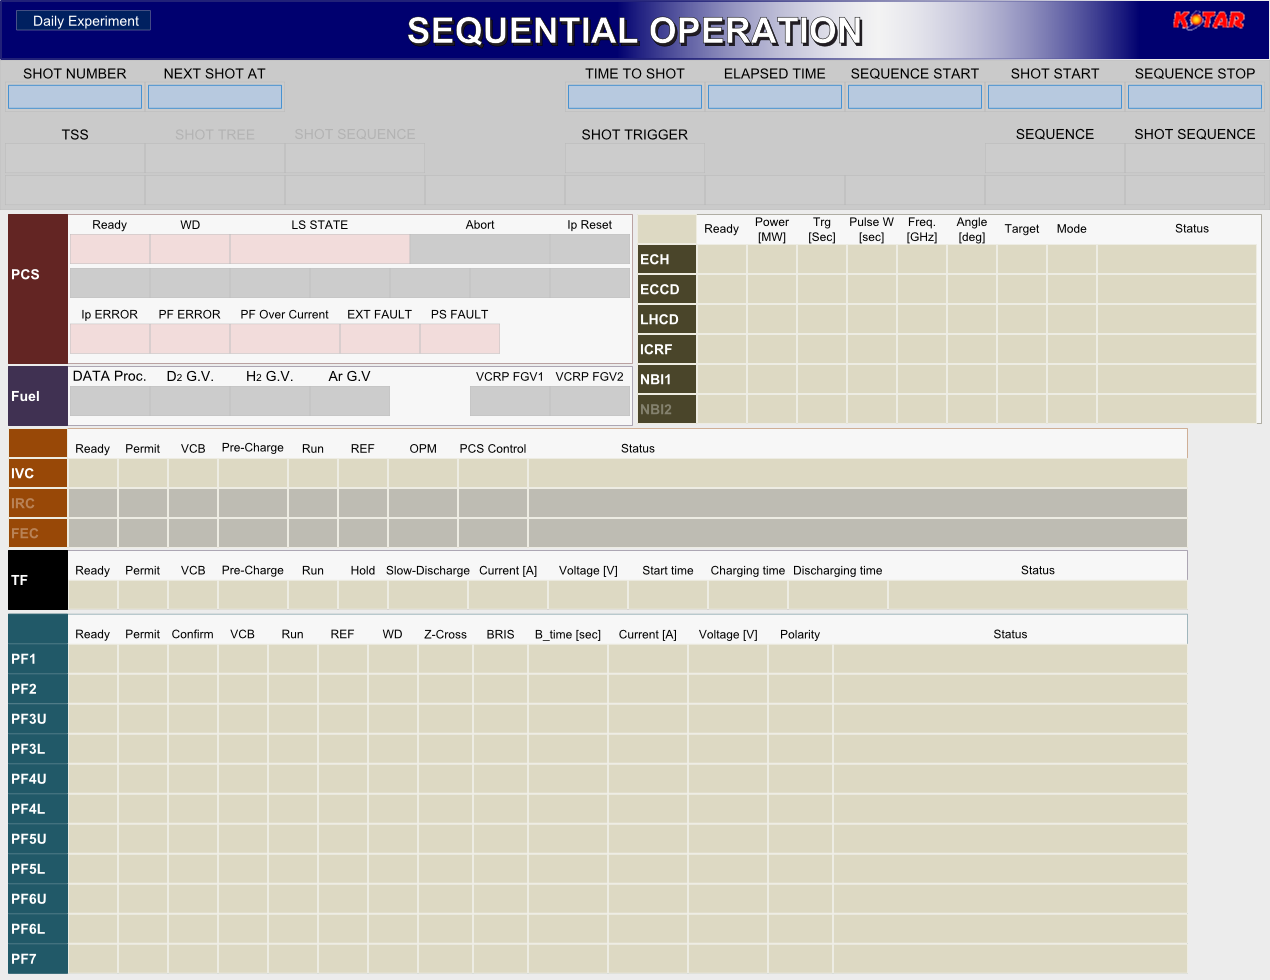 Daily Experiment
SEQUENTIAL OPERATION
KSTAR
SHOT NUMBER NEXT SHOT AT TIME TO SHOT ELAPSED TIME SEQUENCE START SHOT START SEQUENCE STOP
TSS SHOT TREE SHOT SEQUENCE SHOT TRIGGER SEQUENCE SHOT SEQUENCE
PCS
Ready WD LS STATE Abort Ip Reset
Ip ERROR PF ERROR PF Over Current EXT FAULT PS FAULT
Fuel
DATA Proc. D2 G.V. H2 G.V. Ar G.V VCRP FGV1 VCRP FGV2
Ready Power [MW] Trg [Sec] Pulse W [sec] Freq. [GHz] Angle [deg] Target Mode Status
ECH
ECCD
LHCD
ICRF
NBI1
NBI2
Ready Permit VCB Pre-Charge Run REF OPM PCS Control Status
IVC
IRC
FEC
TF
Ready Permit VCB Pre-Charge Run Hold Slow-Discharge Current [A] Voltage [V] Start time Charging time Discharging time Status
Ready Permit Confirm VCB Run REF WD Z-Cross BRIS B_time [sec] Current [A] Voltage [V] Polarity Status
PF1
PF2
PF3U
PF3L
PF4U
PF4L
PF5U
PF5L
PF6U
PF6L
PF7